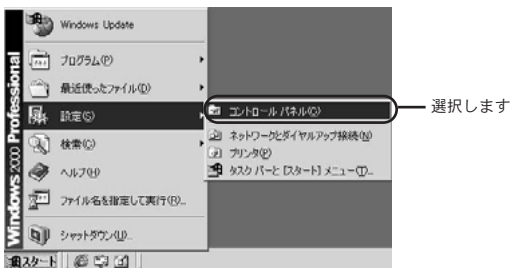 Windows Update
プログラム(P)
最近使ったファイル(D)
設定(S)
検索(C)
ヘルプ(H)
ファイル名を指定して実行(R)...
シャットダウン(U)...
Windows 2000 Professional
コントロール パネル(C)
ネットワークとダイヤルアップ接続(N)
プリンタ(P)
タスク バーと [スタート] メニュー(T)...
選択します
スタート